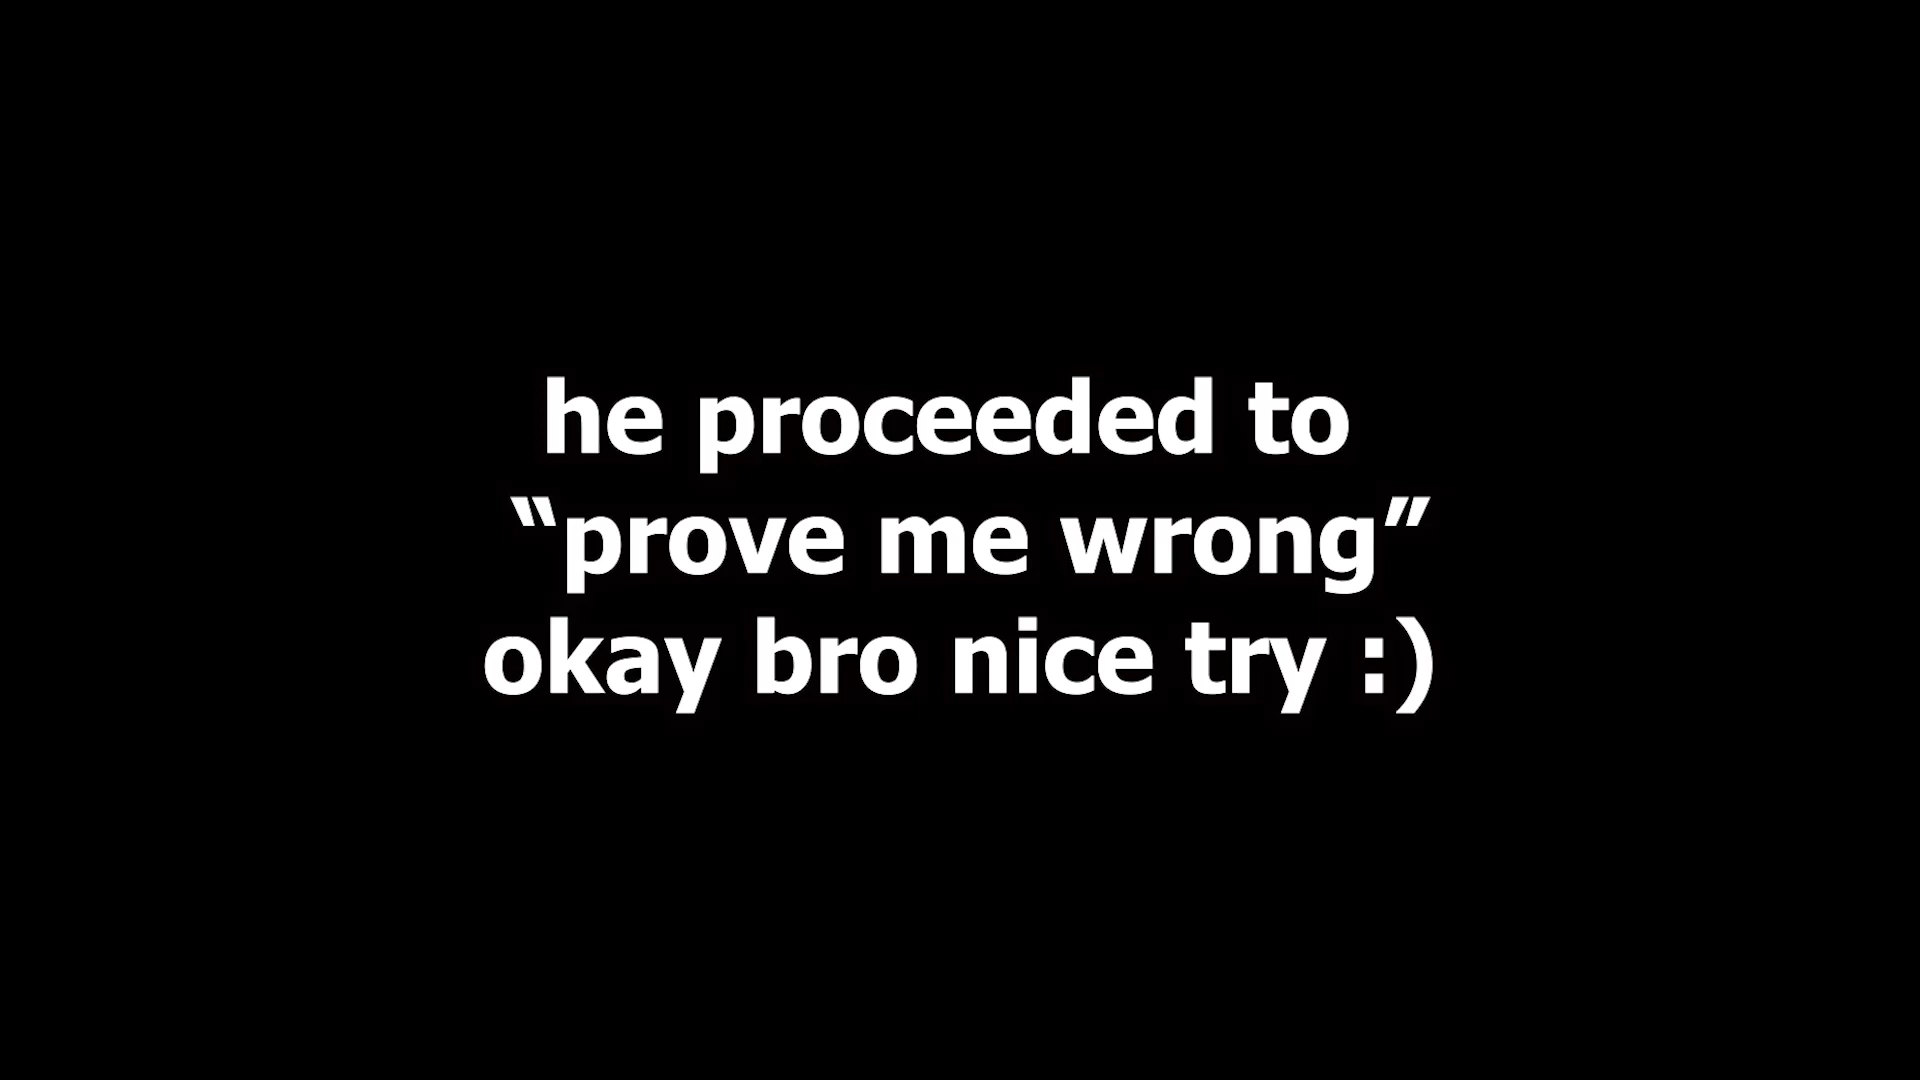 he proceeded to
“prove me wrong”
okay bro nice try :)